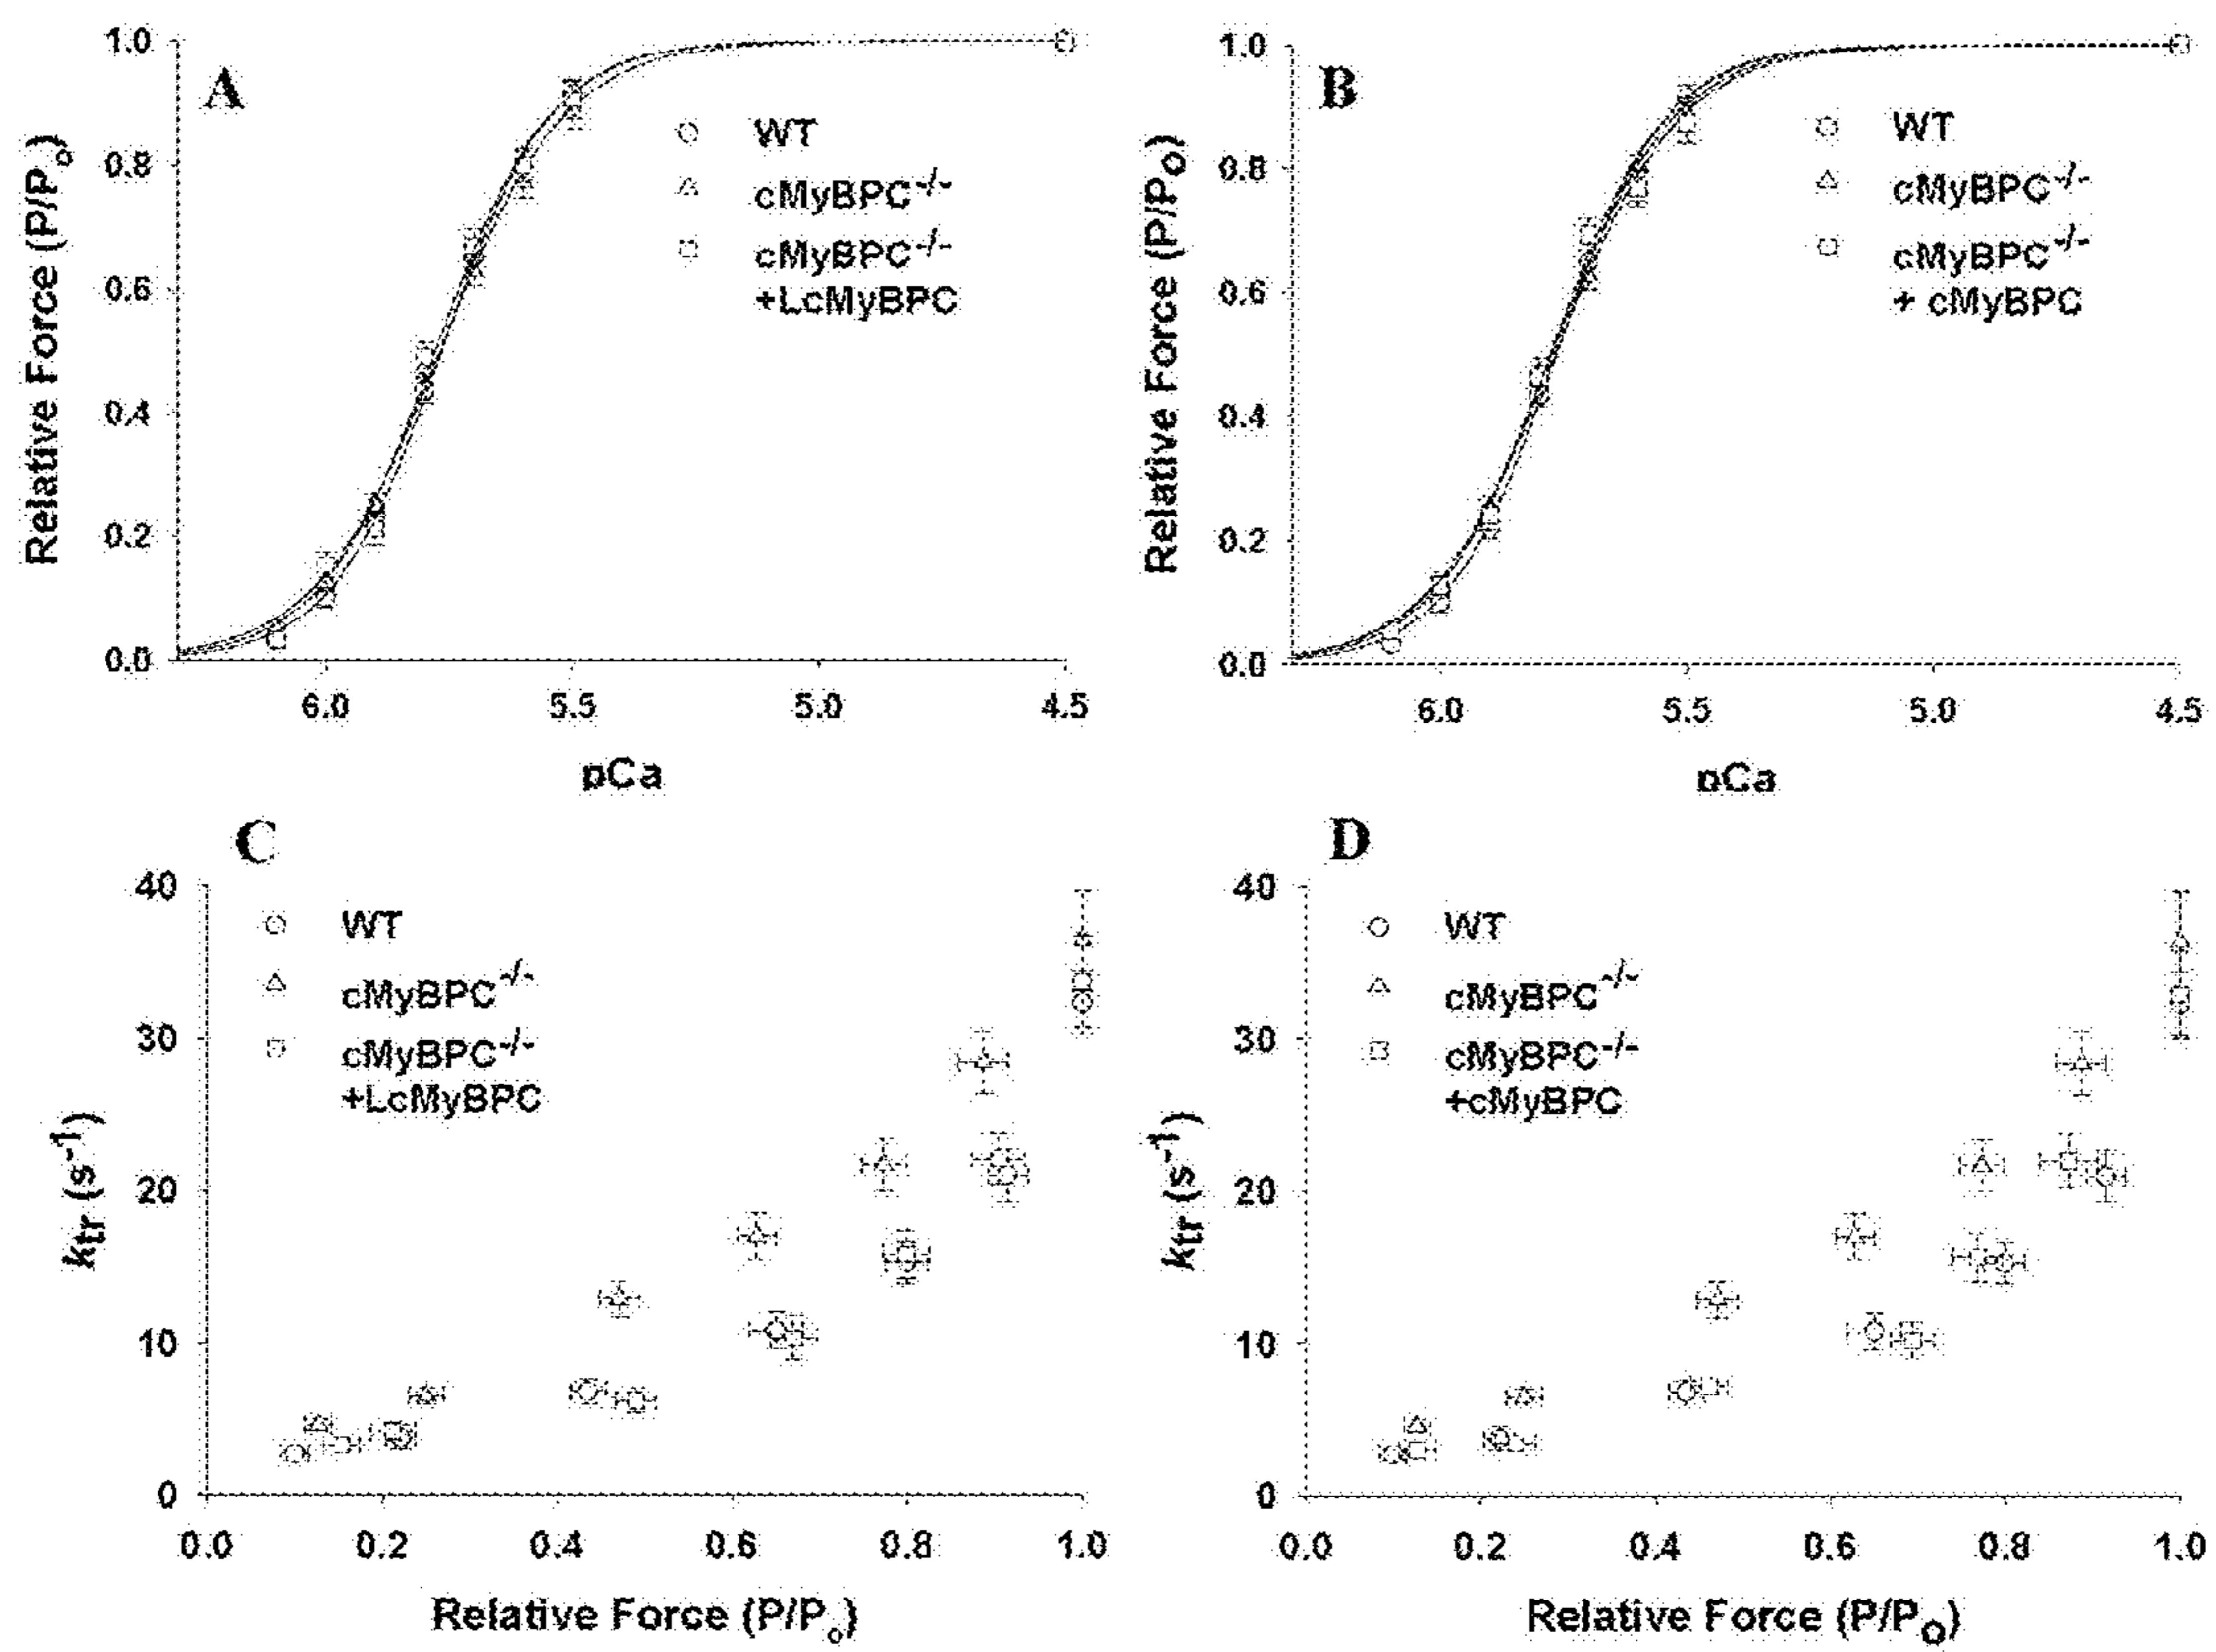 A
Relative Force (P/Po)
1.0
0.8
0.6
0.4
0.2
0.0
6.0 5.5 5.0 4.5
pCa
WT
cMyBPC-/-
cMyBPC-/-
+LcMyBPC
B
Relative Force (P/Po)
1.0
0.8
0.6
0.4
0.2
0.0
6.0 5.5 5.0 4.5
pCa
WT
cMyBPC-/-
cMyBPC-/-
+ cMyBPC
C
ktr (s-1)
40
30
20
10
0
0.0 0.2 0.4 0.6 0.8 1.0
Relative Force (P/Po)
WT
cMyBPC-/-
cMyBPC-/-
+LcMyBPC
D
ktr (s-1)
40
30
20
10
0
0.0 0.2 0.4 0.6 0.8 1.0
Relative Force (P/Po)
WT
cMyBPC-/-
cMyBPC-/-
+cMyBPC